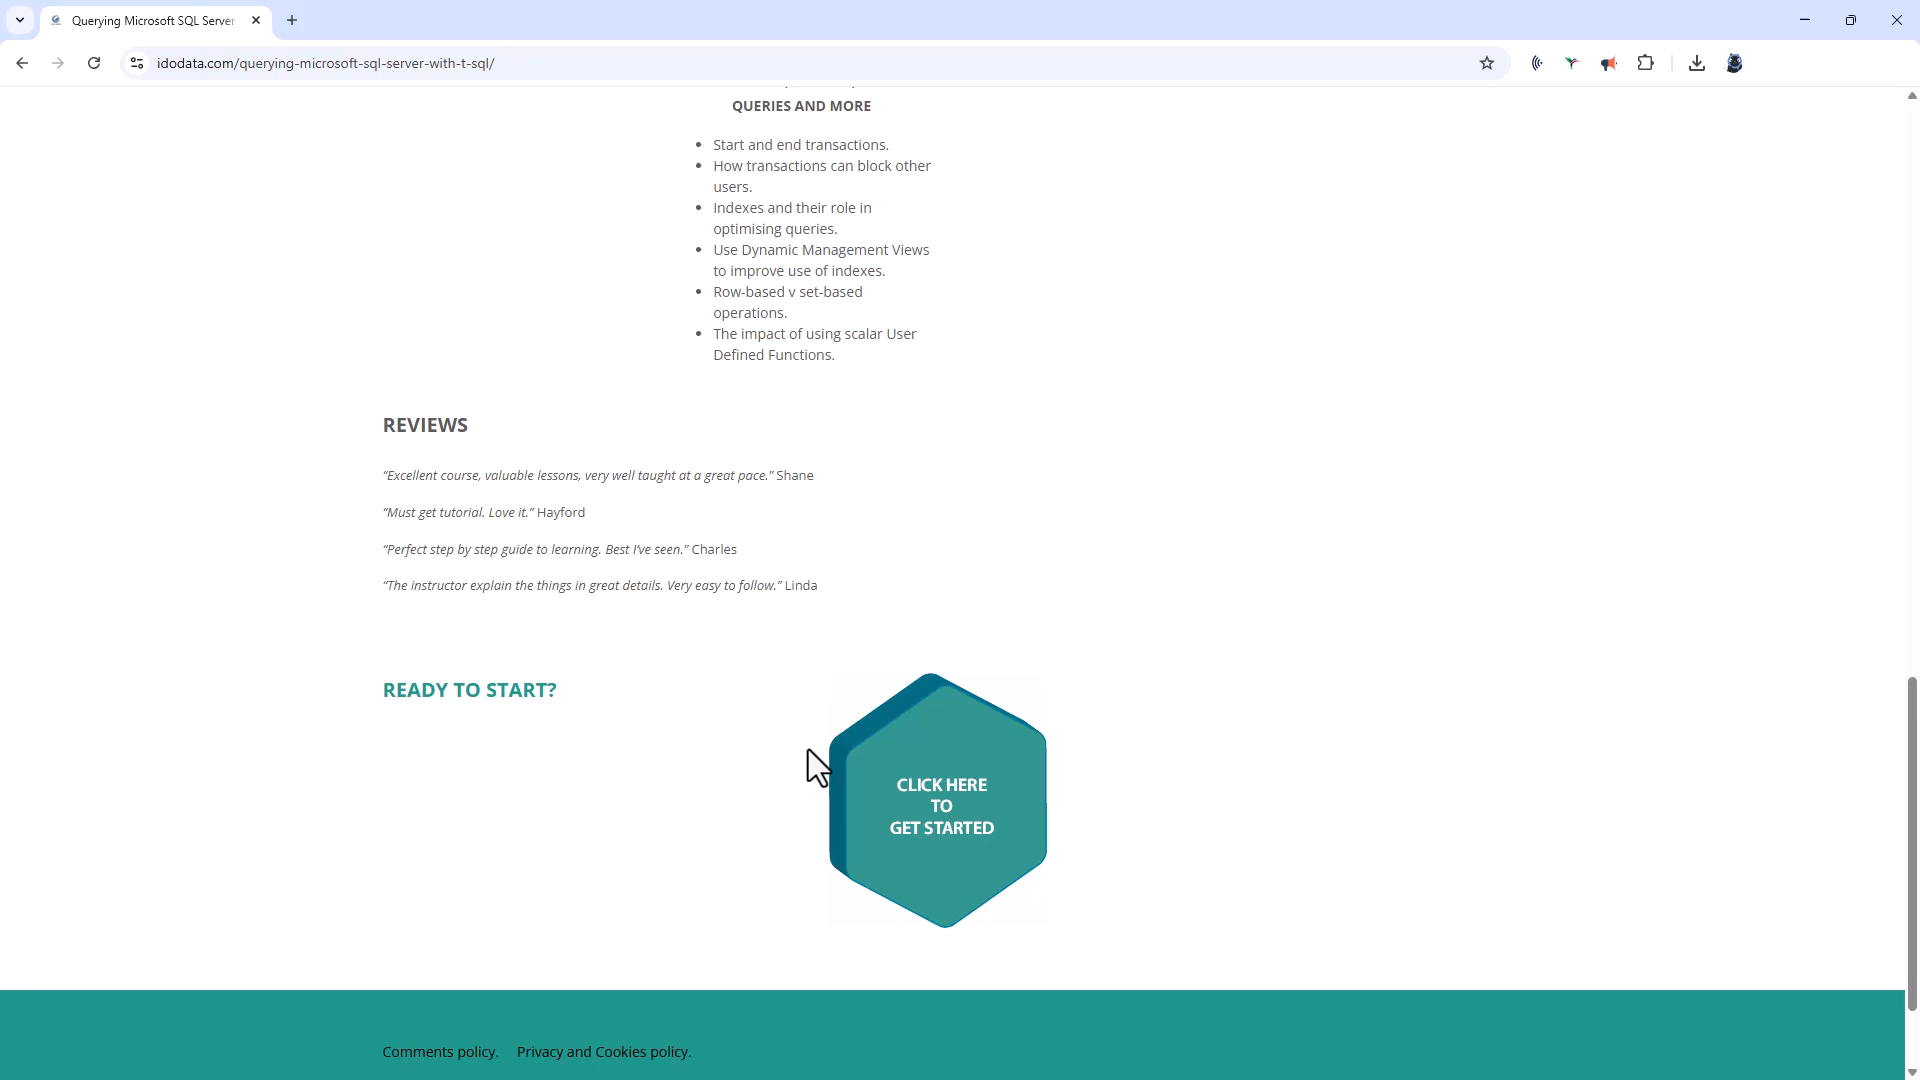 Querying Microsoft SQL Server
idodata.com/querying-microsoft-sql-server-with-t-sql/
QUERIES AND MORE
Start and end transactions.
How transactions can block other
users.
Indexes and their role in
optimising queries.
Use Dynamic Management Views
to improve use of indexes.
Row-based v set-based
operations.
The impact of using scalar User
Defined Functions.
REVIEWS
“Excellent course, valuable lessons, very well taught at a great pace.” Shane
“Must get tutorial. Love it.” Hayford
“Perfect step by step guide to learning. Best I’ve seen.” Charles
“The instructor explain the things in great details. Very easy to follow.” Linda
READY TO START?
CLICK HERE
TO
GET STARTED
Comments policy. Privacy and Cookies policy.